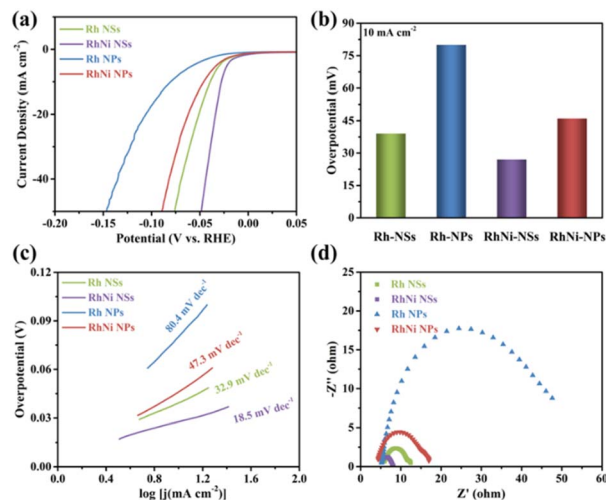 (a)
Rh NSs
RhNi NSs
Rh NPs
RhNi NPs
0
-20
-40
Current Density (mA cm⁻²)
-0.20
-0.15
-0.10
-0.05
0.00
0.05
Potential (V vs. RHE)
(b)
10 mA cm⁻²
90
75
60
45
30
15
0
Overpotential (mV)
Rh-NSs
Rh-NPs
RhNi-NSs
RhNi-NPs
(c)
Rh NSs
RhNi NSs
Rh NPs
RhNi NPs
0.12
0.09
0.06
0.03
0.00
Overpotential (V)
80.4 mV dec⁻¹
47.3 mV dec⁻¹
32.9 mV dec⁻¹
18.5 mV dec⁻¹
0.0
0.4
0.8
1.2
1.6
2.0
log [j(mA cm⁻²)]
(d)
Rh NSs
RhNi NSs
Rh NPs
RhNi NPs
25
20
15
10
5
0
-Z'' (ohm)
0
10
20
30
40
50
60
Z' (ohm)